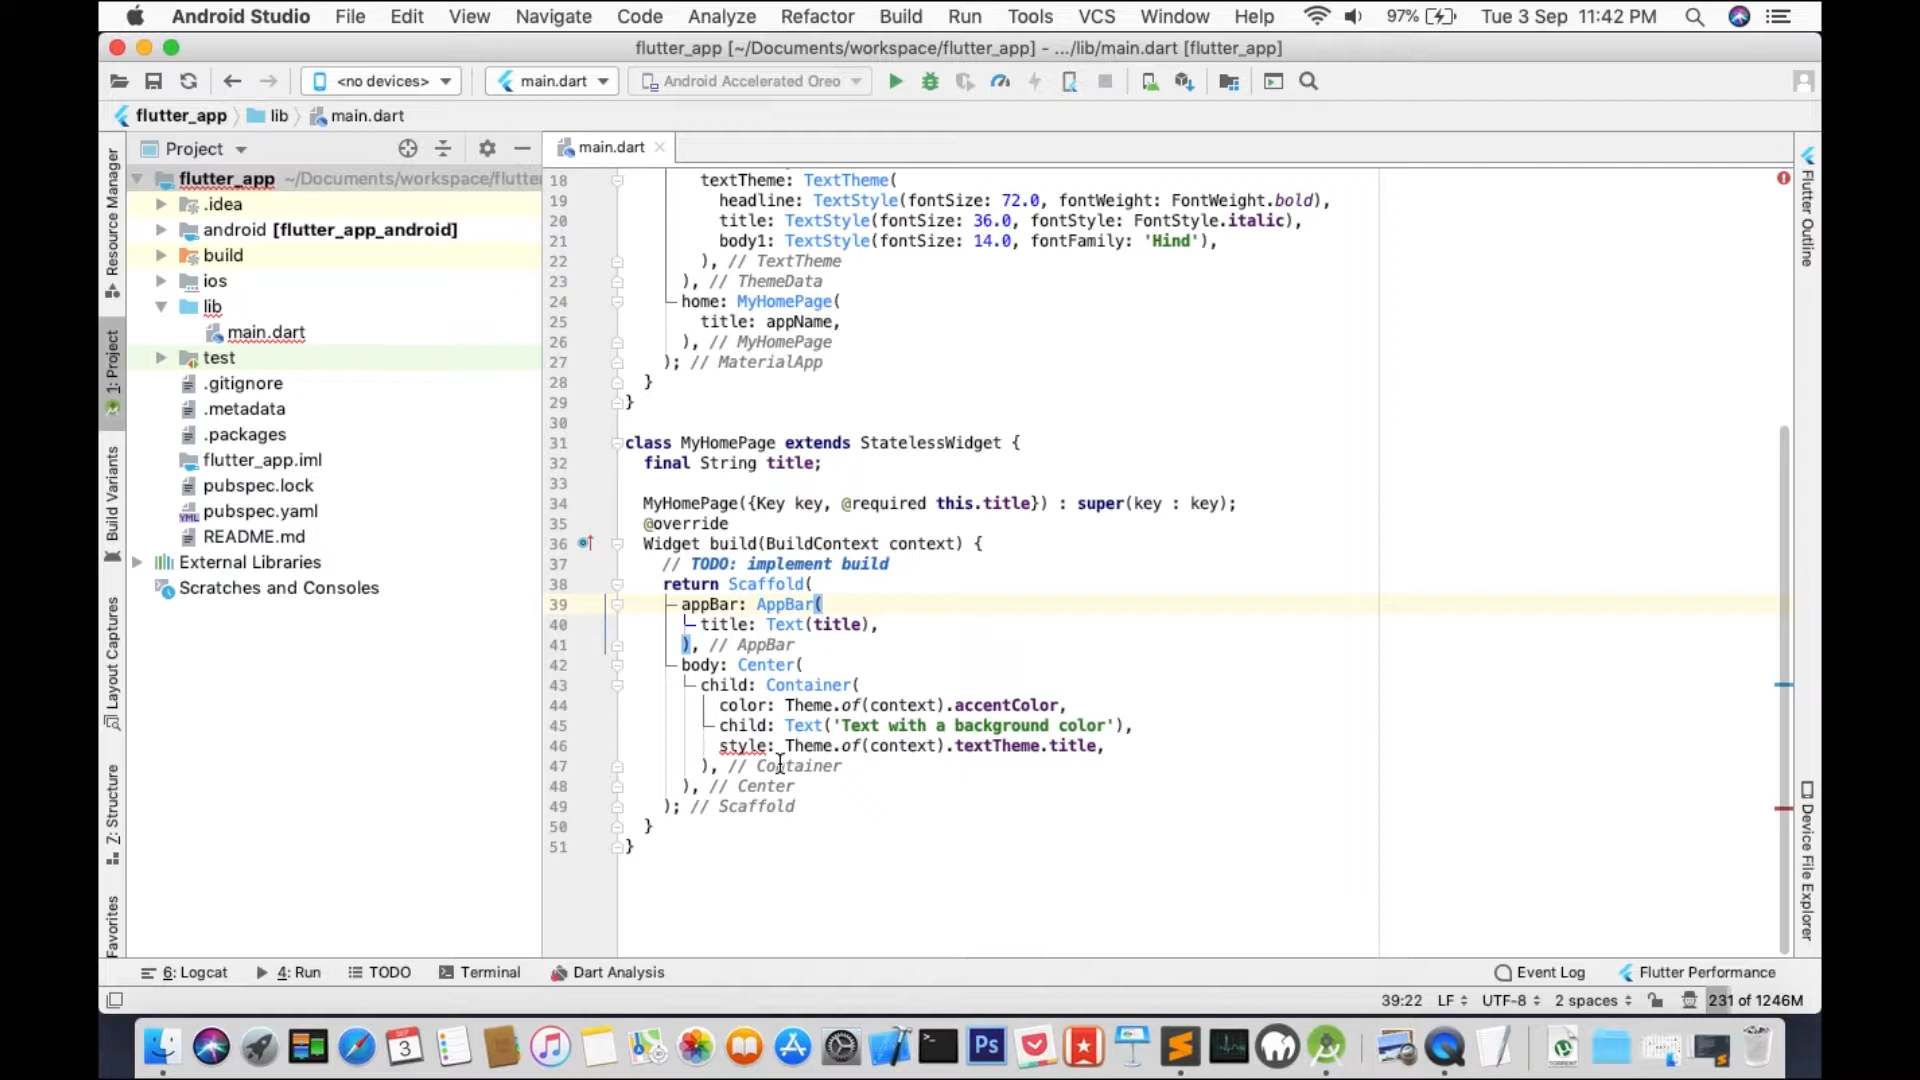 Android Studio File Edit View Navigate Code Analyze Refactor Build Run Tools VCS Window Help 97% Tue 3 Sep 11:42 PM
flutter_app [~/Documents/workspace/flutter_app] - .../lib/main.dart [flutter_app]
<no devices> main.dart Android Accelerated Oreo
flutter_app lib main.dart
Project
main.dart
flutter_app ~/Documents/workspace/flutte
.idea
android [flutter_app_android]
build
ios
lib
main.dart
test
.gitignore
.metadata
.packages
flutter_app.iml
pubspec.lock
pubspec.yaml
README.md
External Libraries
Scratches and Consoles
Resource Manager
1: Project
Build Variants
Layout Captures
Z: Structure
Favorites
18 textTheme: TextTheme(
19 headline: TextStyle(fontSize: 72.0, fontWeight: FontWeight.bold),
20 title: TextStyle(fontSize: 36.0, fontStyle: FontStyle.italic),
21 body1: TextStyle(fontSize: 14.0, fontFamily: 'Hind'),
22 ), // TextTheme
23 ), // ThemeData
24 home: MyHomePage(
25 title: appName,
26 ), // MyHomePage
27 ); // MaterialApp
28 }
29 }
30
31 class MyHomePage extends StatelessWidget {
32 final String title;
33
34 MyHomePage({Key key, @required this.title}) : super(key : key);
35 @override
36 Widget build(BuildContext context) {
37 // TODO: implement build
38 return Scaffold(
39 appBar: AppBar(
40 title: Text(title),
41 ), // AppBar
42 body: Center(
43 child: Container(
44 color: Theme.of(context).accentColor,
45 child: Text('Text with a background color'),
46 style: Theme.of(context).textTheme.title,
47 ), // Container
48 ), // Center
49 ); // Scaffold
50 }
51 }
Flutter Outline
Device File Explorer
6: Logcat 4: Run TODO Terminal Dart Analysis Event Log Flutter Performance
39:22 LF UTF-8 2 spaces 231 of 1246M
SEP
3
Ps